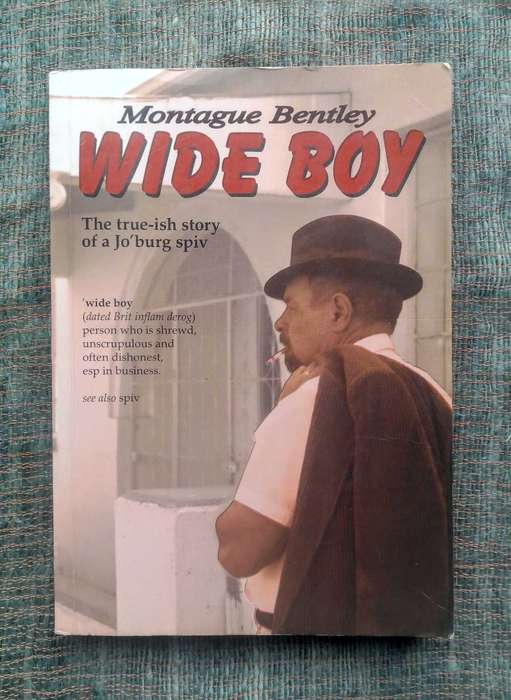 Montague Bentley
WIDE BOY
The true-ish story
of a Jo'burg spiv
'wide boy
(dated Brit inflam derog)
person who is shrewd,
unscrupulous and
often dishonest,
esp in business.
see also spiv